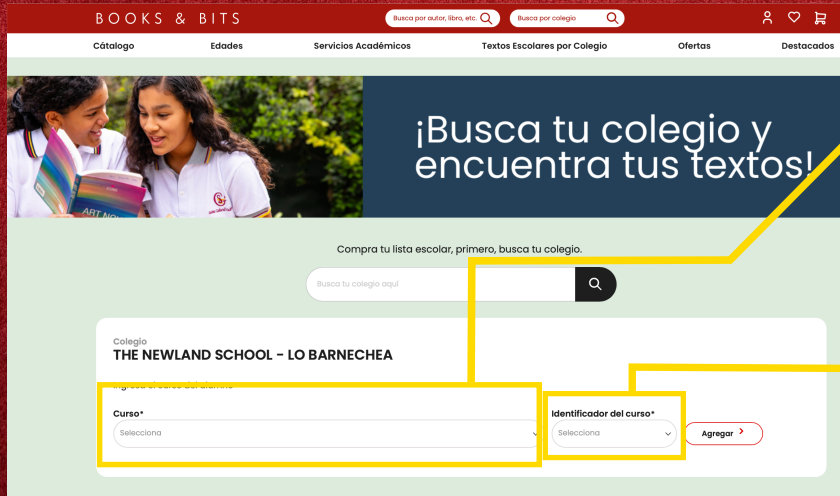 BOOKS & BITS
Busca por autor, libro, etc.
Busca por colegio
Cátalogo
Edades
Servicios Académicos
Textos Escolares por Colegio
Ofertas
Destacados
ART NO
¡Busca tu colegio y
encuentra tus textos!
Compra tu lista escolar, primero, busca tu colegio.
Busca tu colegio aquí
Colegio
THE NEWLAND SCHOOL - LO BARNECHEA
Curso*
Identificador del curso*
Selecciona
Selecciona
Agregar